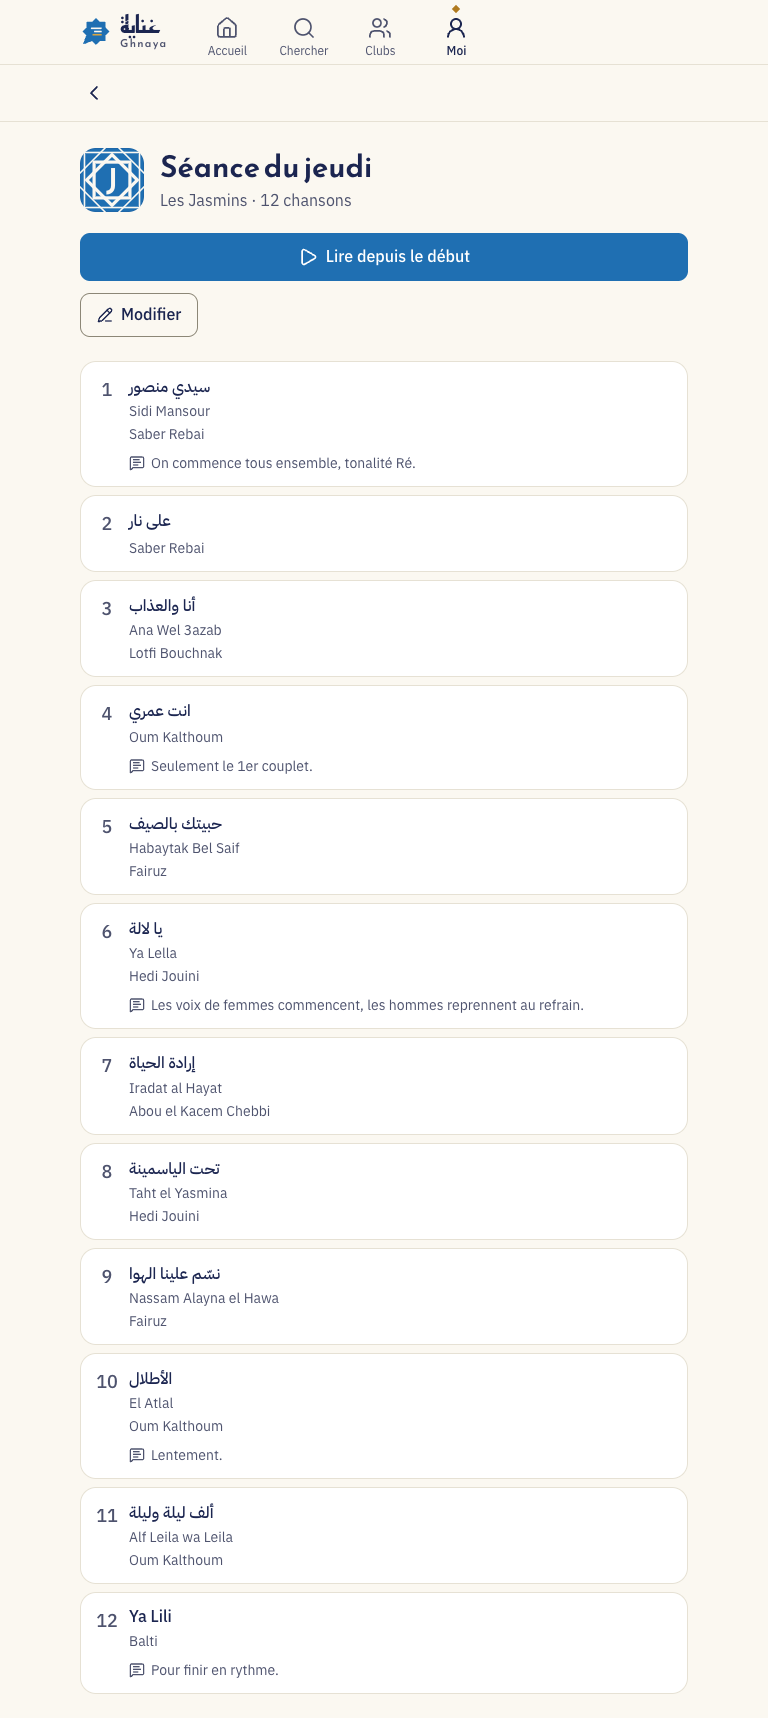 غناية
Ghnaya
Accueil
Chercher
Clubs
Moi
J
Séance du jeudi
Les Jasmins · 12 chansons
Lire depuis le début
Modifier
1
سيدي منصور
Sidi Mansour
Saber Rebai
On commence tous ensemble, tonalité Ré.
2
على نار
Saber Rebai
3
أنا والعذاب
Ana Wel 3azab
Lotfi Bouchnak
4
انت عمري
Oum Kalthoum
Seulement le 1er couplet.
5
حبيتك بالصيف
Habaytak Bel Saif
Fairuz
6
يا لالة
Ya Lella
Hedi Jouini
Les voix de femmes commencent, les hommes reprennent au refrain.
7
إرادة الحياة
Iradat al Hayat
Abou el Kacem Chebbi
8
تحت الياسمينة
Taht el Yasmina
Hedi Jouini
9
نسّم علينا الهوا
Nassam Alayna el Hawa
Fairuz
10
الأطلال
El Atlal
Oum Kalthoum
Lentement.
11
ألف ليلة وليلة
Alf Leila wa Leila
Oum Kalthoum
12
Ya Lili
Balti
Pour finir en rythme.